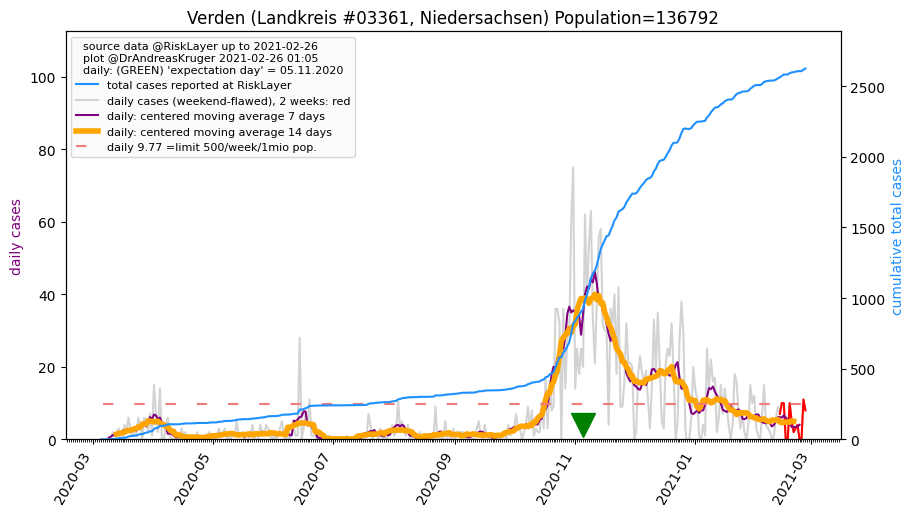 Verden (Landkreis #03361, Niedersachsen) Population=136792
source data @RiskLayer up to 2021-02-26
plot @DrAndreasKruger 2021-02-26 01:05
daily: (GREEN) 'expectation day' = 05.11.2020
total cases reported at RiskLayer
daily cases (weekend-flawed), 2 weeks: red
daily: centered moving average 7 days
daily: centered moving average 14 days
daily 9.77 =limit 500/week/1mio pop.
daily cases
100
80
60
40
20
0
cumulative total cases
2500
2000
1500
1000
500
0
2020-03
2020-05
2020-07
2020-09
2020-11
2021-01
2021-03